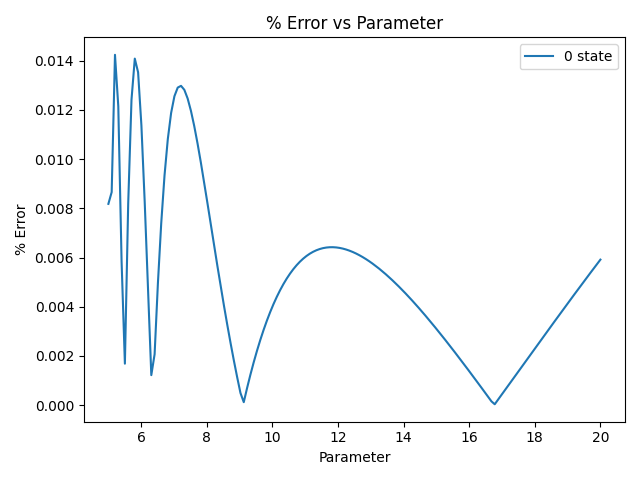 % Error vs Parameter
0 state
% Error
0.014
0.012
0.010
0.008
0.006
0.004
0.002
0.000
6 8 10 12 14 16 18 20
Parameter